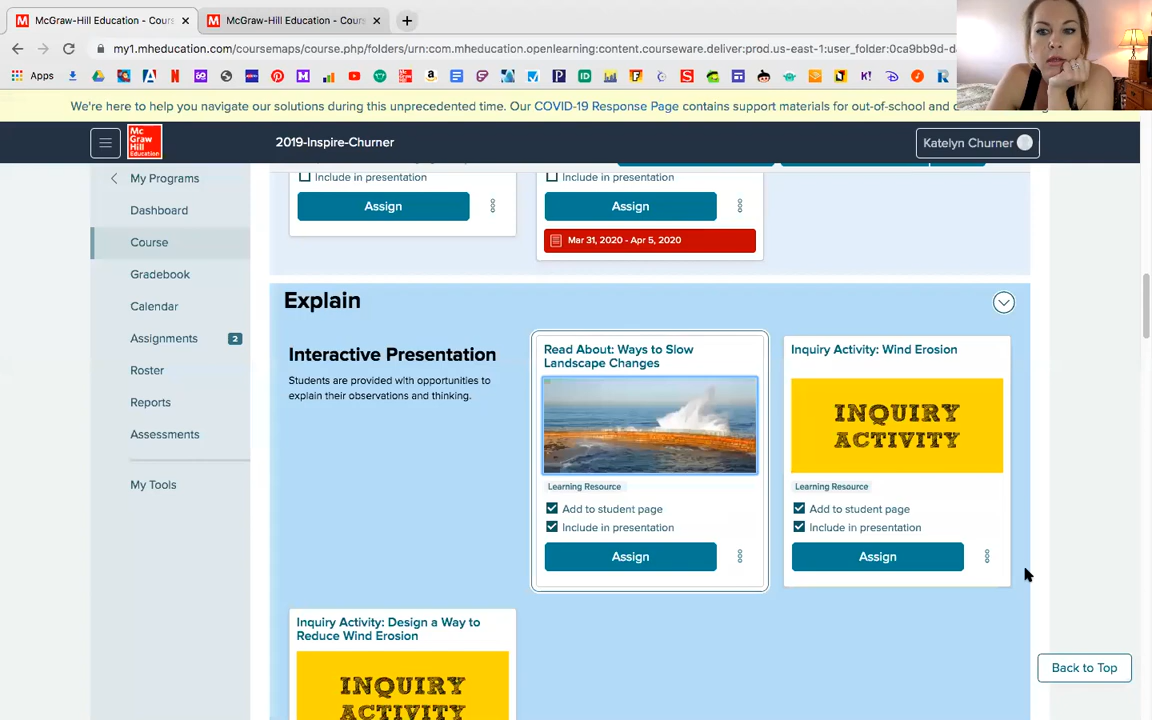 McGraw-Hill Education - Cours
McGraw-Hill Education - Cours
my1.mheducation.com/coursemaps/course.php/folders/urn:com.mheducation.openlearning:content.courseware.deliver:prod.us-east-1:user_folder:0ca9bb9d-d
Apps
We're here to help you navigate our solutions during this unprecedented time. Our COVID-19 Response Page contains support materials for out-of-school and
Mc
Graw
Hill
Education
2019-Inspire-Churner
Katelyn Churner
My Programs
Dashboard
Course
Gradebook
Calendar
Assignments 2
Roster
Reports
Assessments
My Tools
Include in presentation
Assign
Include in presentation
Assign
Mar 31, 2020 - Apr 5, 2020
Explain
Interactive Presentation
Students are provided with opportunities to
explain their observations and thinking.
Read About: Ways to Slow
Landscape Changes
Learning Resource
Add to student page
Include in presentation
Assign
Inquiry Activity: Wind Erosion
INQUIRY
ACTIVITY
Learning Resource
Add to student page
Include in presentation
Assign
Inquiry Activity: Design a Way to
Reduce Wind Erosion
INQUIRY
ACTIVITY
Back to Top